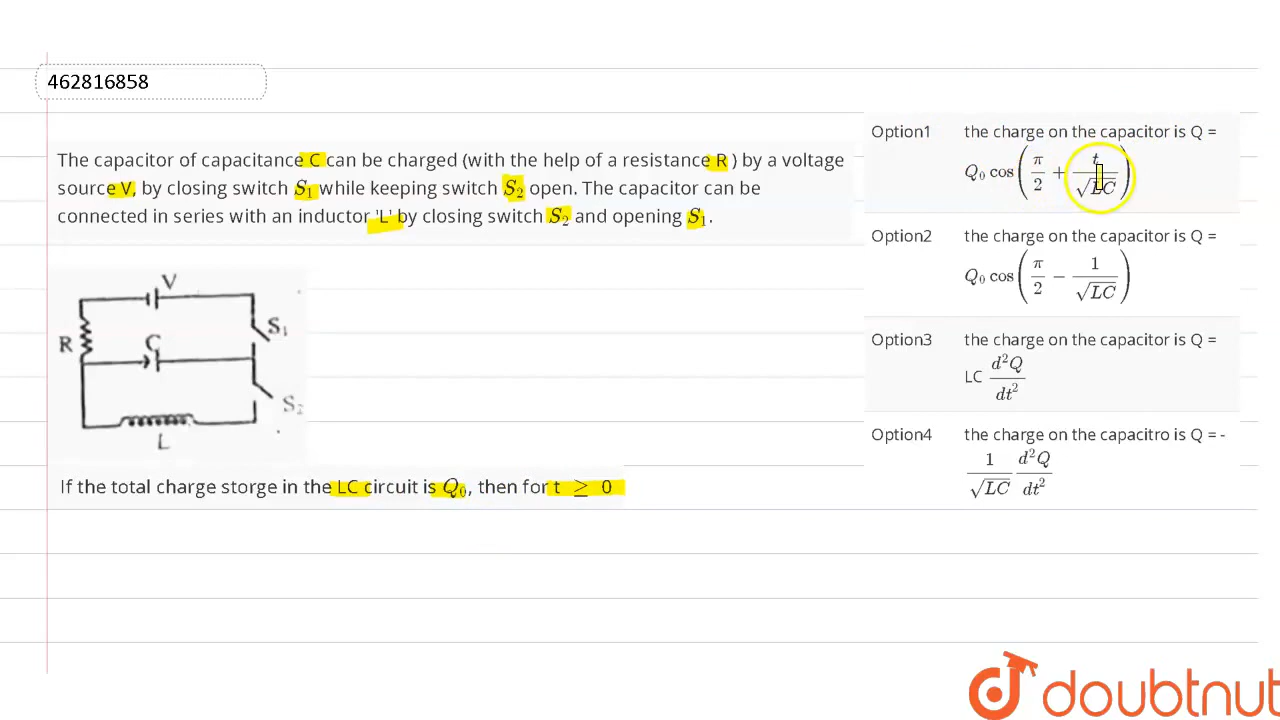 462816858
The capacitor of capacitance C can be charged (with the help of a resistance R ) by a voltage
source V, by closing switch S₁ while keeping switch S₂ open. The capacitor can be
connected in series with an inductor 'L' by closing switch S₂ and opening S₁.
V
S₁
R
C
S₂
L
If the total charge storge in the LC circuit is Q₀, then for t ≥ 0
Option1 the charge on the capacitor is Q =
Q₀ cos(π/2 + t/√LC)
Option2 the charge on the capacitor is Q =
Q₀ cos(π/2 − 1/√LC)
Option3 the charge on the capacitor is Q =
LC d²Q/dt²
Option4 the charge on the capacitro is Q = -
1/√LC d²Q/dt²
doubtnut